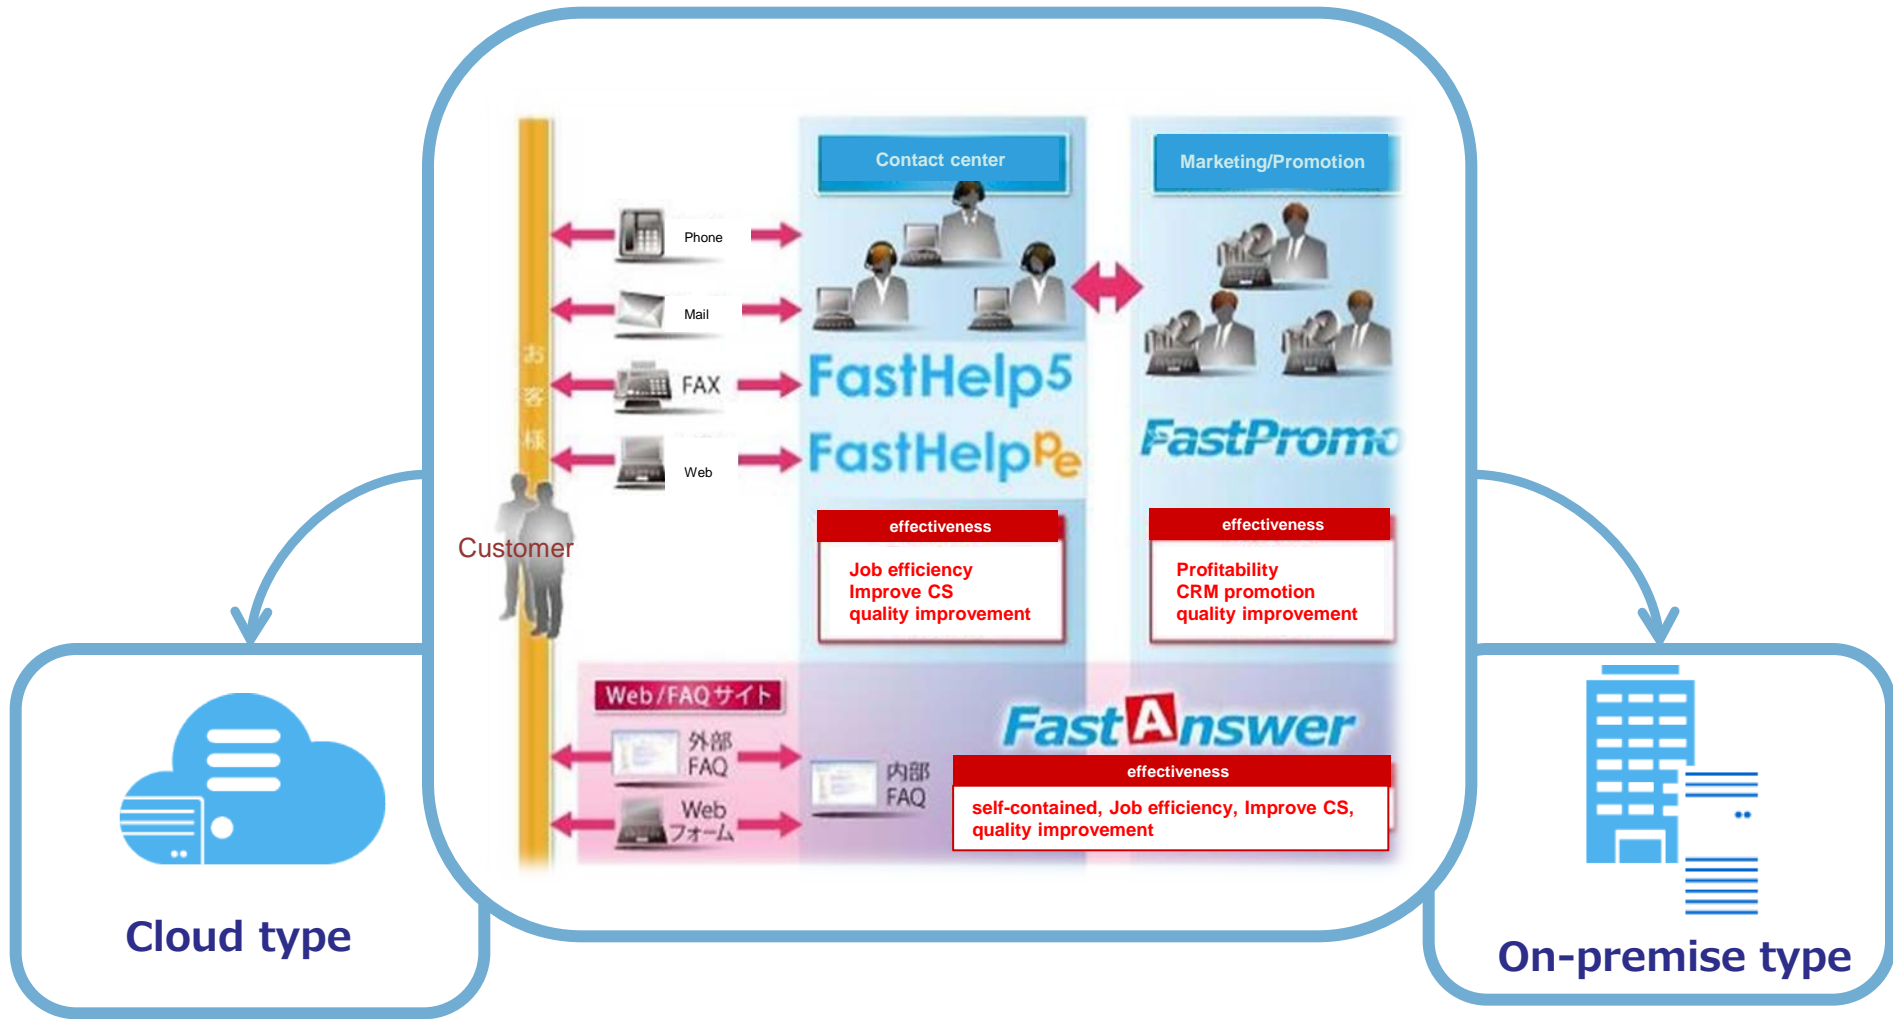 Contact center
Marketing/Promotion
Phone
Mail
FAX
Web
お
客
様
Customer
FastHelp5
FastHelppe
FastPromo
effectiveness
Job efficiency
Improve CS
quality improvement
effectiveness
Profitability
CRM promotion
quality improvement
Web/FAQサイト
外部
FAQ
Web
フォーム
内部
FAQ
FastAnswer
effectiveness
self-contained, Job efficiency, Improve CS,
quality improvement
Cloud type
On-premise type